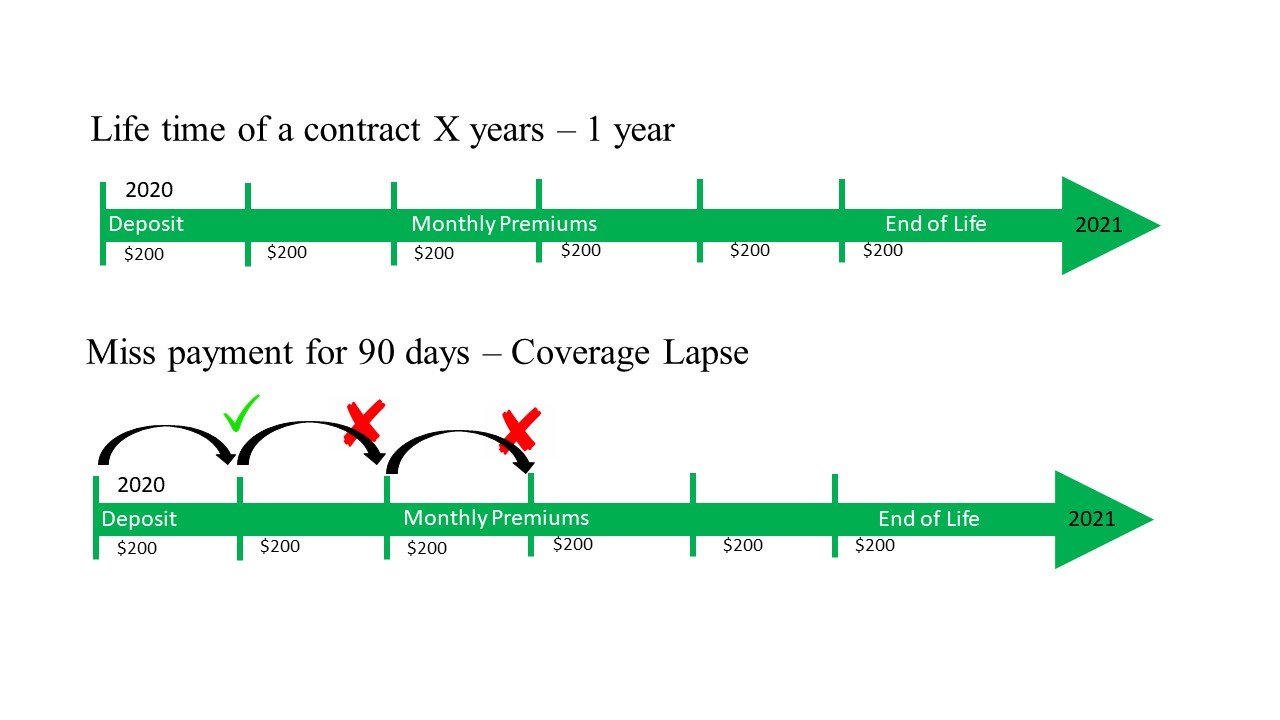 Life time of a contract X years – 1 year
2020
Deposit Monthly Premiums End of Life 2021
$200 $200 $200 $200 $200 $200
Miss payment for 90 days – Coverage Lapse
2020
Deposit Monthly Premiums End of Life 2021
$200 $200 $200 $200 $200 $200